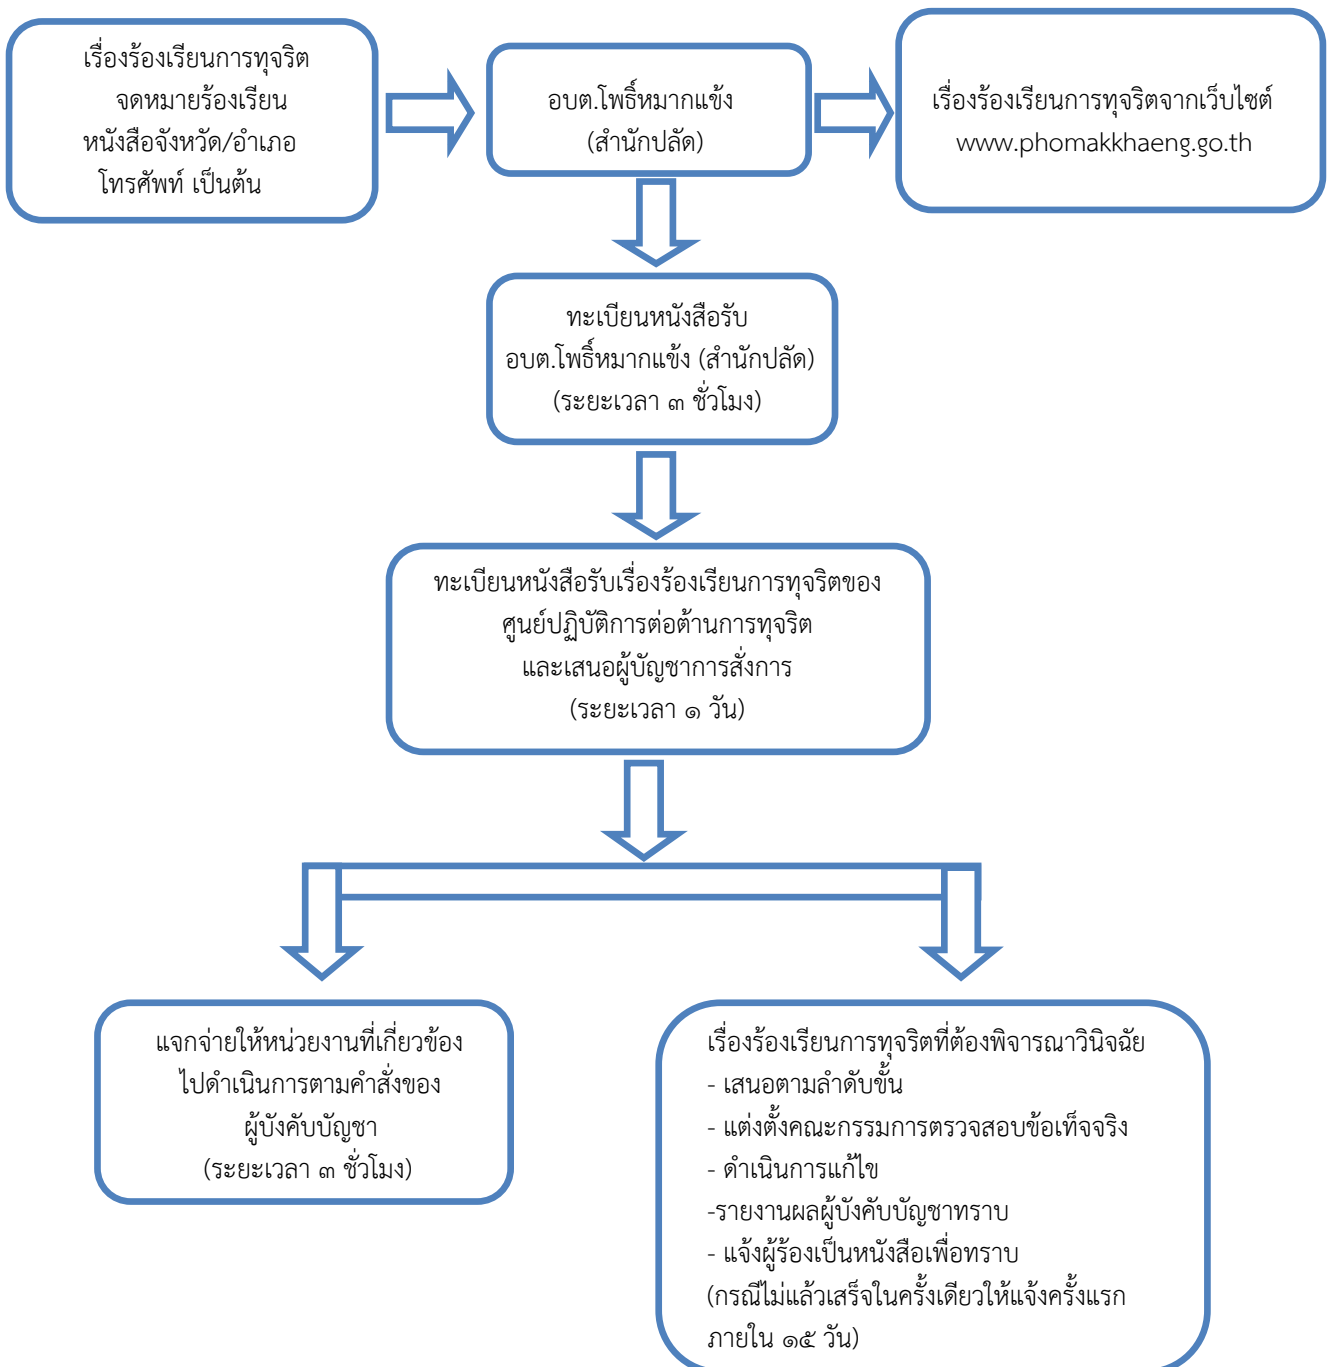 เรื่องร้องเรียนการทุจริต
จดหมายร้องเรียน
หนังสือจังหวัด/อำเภอ
โทรศัพท์ เป็นต้น
อบต.โพธิ์หมากแข้ง
(สำนักปลัด)
เรื่องร้องเรียนการทุจริตจากเว็บไซต์
www.phomakkhaeng.go.th
ทะเบียนหนังสือรับ
อบต.โพธิ์หมากแข้ง (สำนักปลัด)
(ระยะเวลา ๓ ชั่วโมง)
ทะเบียนหนังสือรับเรื่องร้องเรียนการทุจริตของ
ศูนย์ปฏิบัติการต่อต้านการทุจริต
และเสนอผู้บัญชาการสั่งการ
(ระยะเวลา ๑ วัน)
แจกจ่ายให้หน่วยงานที่เกี่ยวข้อง
ไปดำเนินการตามคำสั่งของ
ผู้บังคับบัญชา
(ระยะเวลา ๓ ชั่วโมง)
เรื่องร้องเรียนการทุจริตที่ต้องพิจารณาวินิจฉัย
- เสนอตามลำดับขั้น
- แต่งตั้งคณะกรรมการตรวจสอบข้อเท็จจริง
- ดำเนินการแก้ไข
-รายงานผลผู้บังคับบัญชาทราบ
- แจ้งผู้ร้องเป็นหนังสือเพื่อทราบ
(กรณีไม่แล้วเสร็จในครั้งเดียวให้แจ้งครั้งแรก
ภายใน ๑๕ วัน)